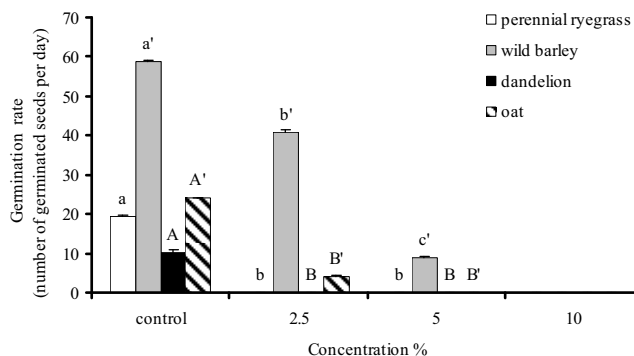 70
60
50
40
30
20
10
0
Germination rate
(number of germinated seeds per day)
perennial ryegrass
wild barley
dandelion
oat
a a' A A'
b b' B B'
b c' B B'
control 2.5 5 10
Concentration %